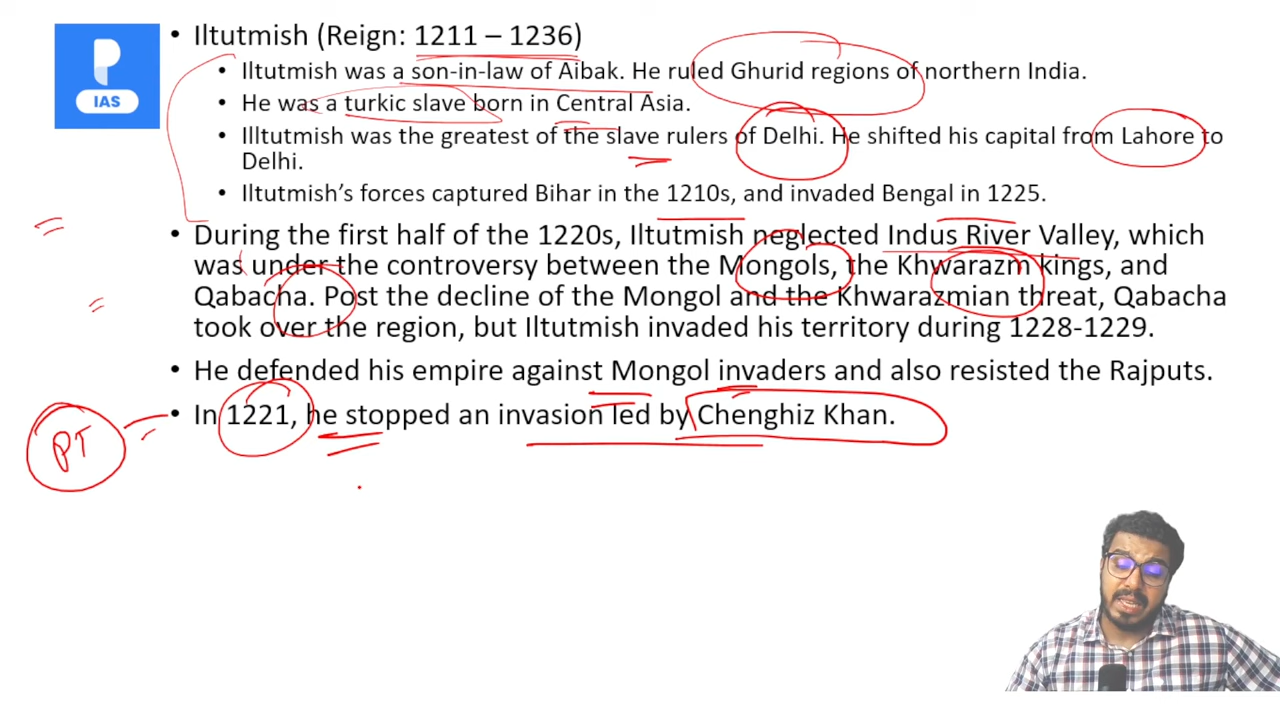 IAS
• Iltutmish (Reign: 1211 – 1236)
• Iltutmish was a son-in-law of Aibak. He ruled Ghurid regions of northern India.
• He was a turkic slave born in Central Asia.
• Illtutmish was the greatest of the slave rulers of Delhi. He shifted his capital from Lahore to
Delhi.
• Iltutmish’s forces captured Bihar in the 1210s, and invaded Bengal in 1225.
• During the first half of the 1220s, Iltutmish neglected Indus River Valley, which
was under the controversy between the Mongols, the Khwarazm kings, and
Qabacha. Post the decline of the Mongol and the Khwarazmian threat, Qabacha
took over the region, but Iltutmish invaded his territory during 1228-1229.
• He defended his empire against Mongol invaders and also resisted the Rajputs.
• In 1221, he stopped an invasion led by Chenghiz Khan.
PT